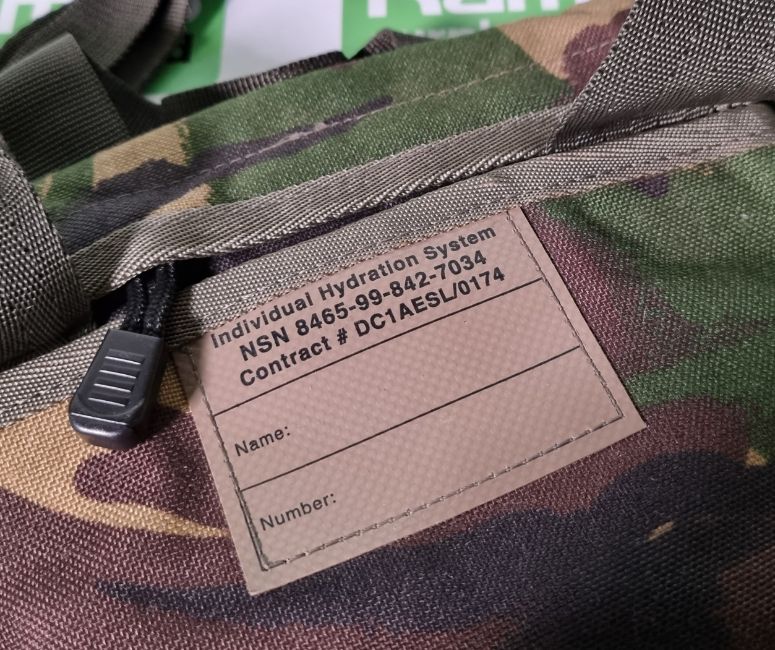 Individual Hydration System
NSN 8465-99-842-7034
Contract # DC1AESL/0174
Name:
Number: